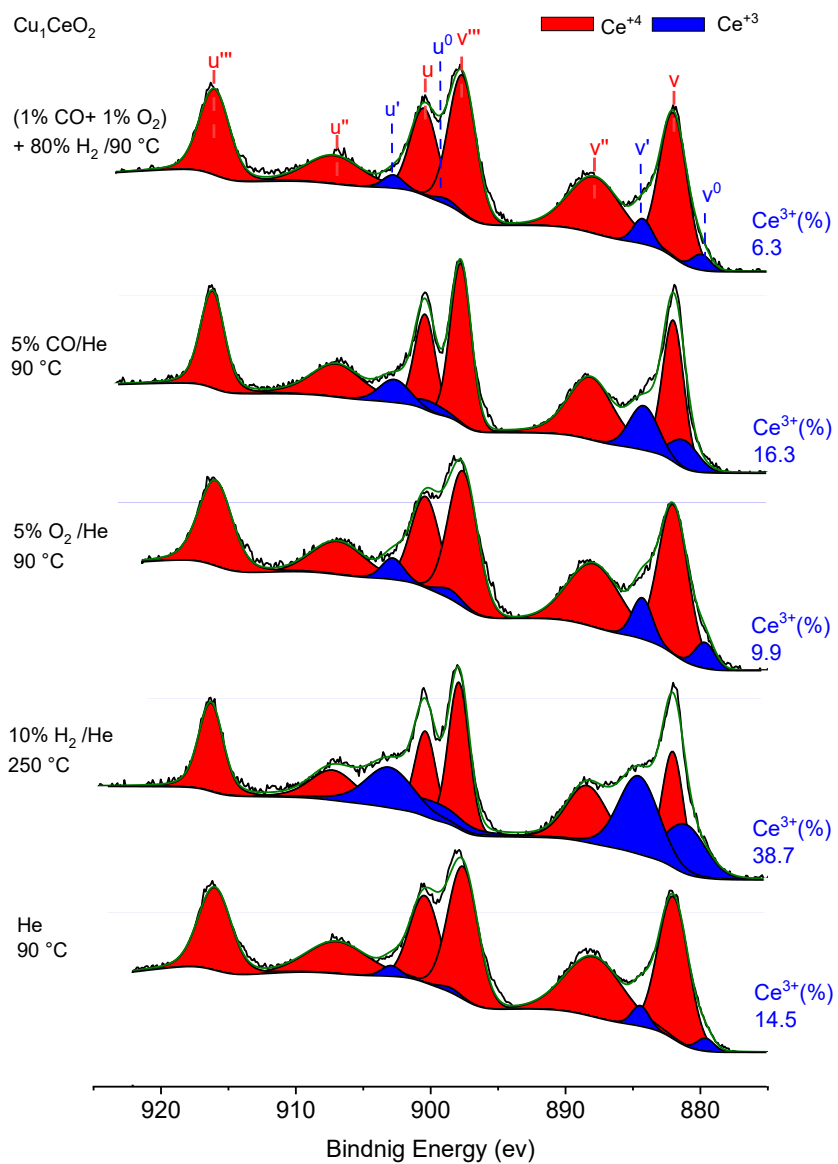 Cu₁CeO₂
Ce⁺⁴ Ce⁺³
u''' u'' u' u u⁰ v''' v'' v' v v⁰
(1% CO+ 1% O₂)
+ 80% H₂ /90 °C
Ce³⁺(%)
6.3
5% CO/He
90 °C
Ce³⁺(%)
16.3
5% O₂ /He
90 °C
Ce³⁺(%)
9.9
10% H₂ /He
250 °C
Ce³⁺(%)
38.7
He
90 °C
Ce³⁺(%)
14.5
920 910 900 890 880
Bindnig Energy (ev)